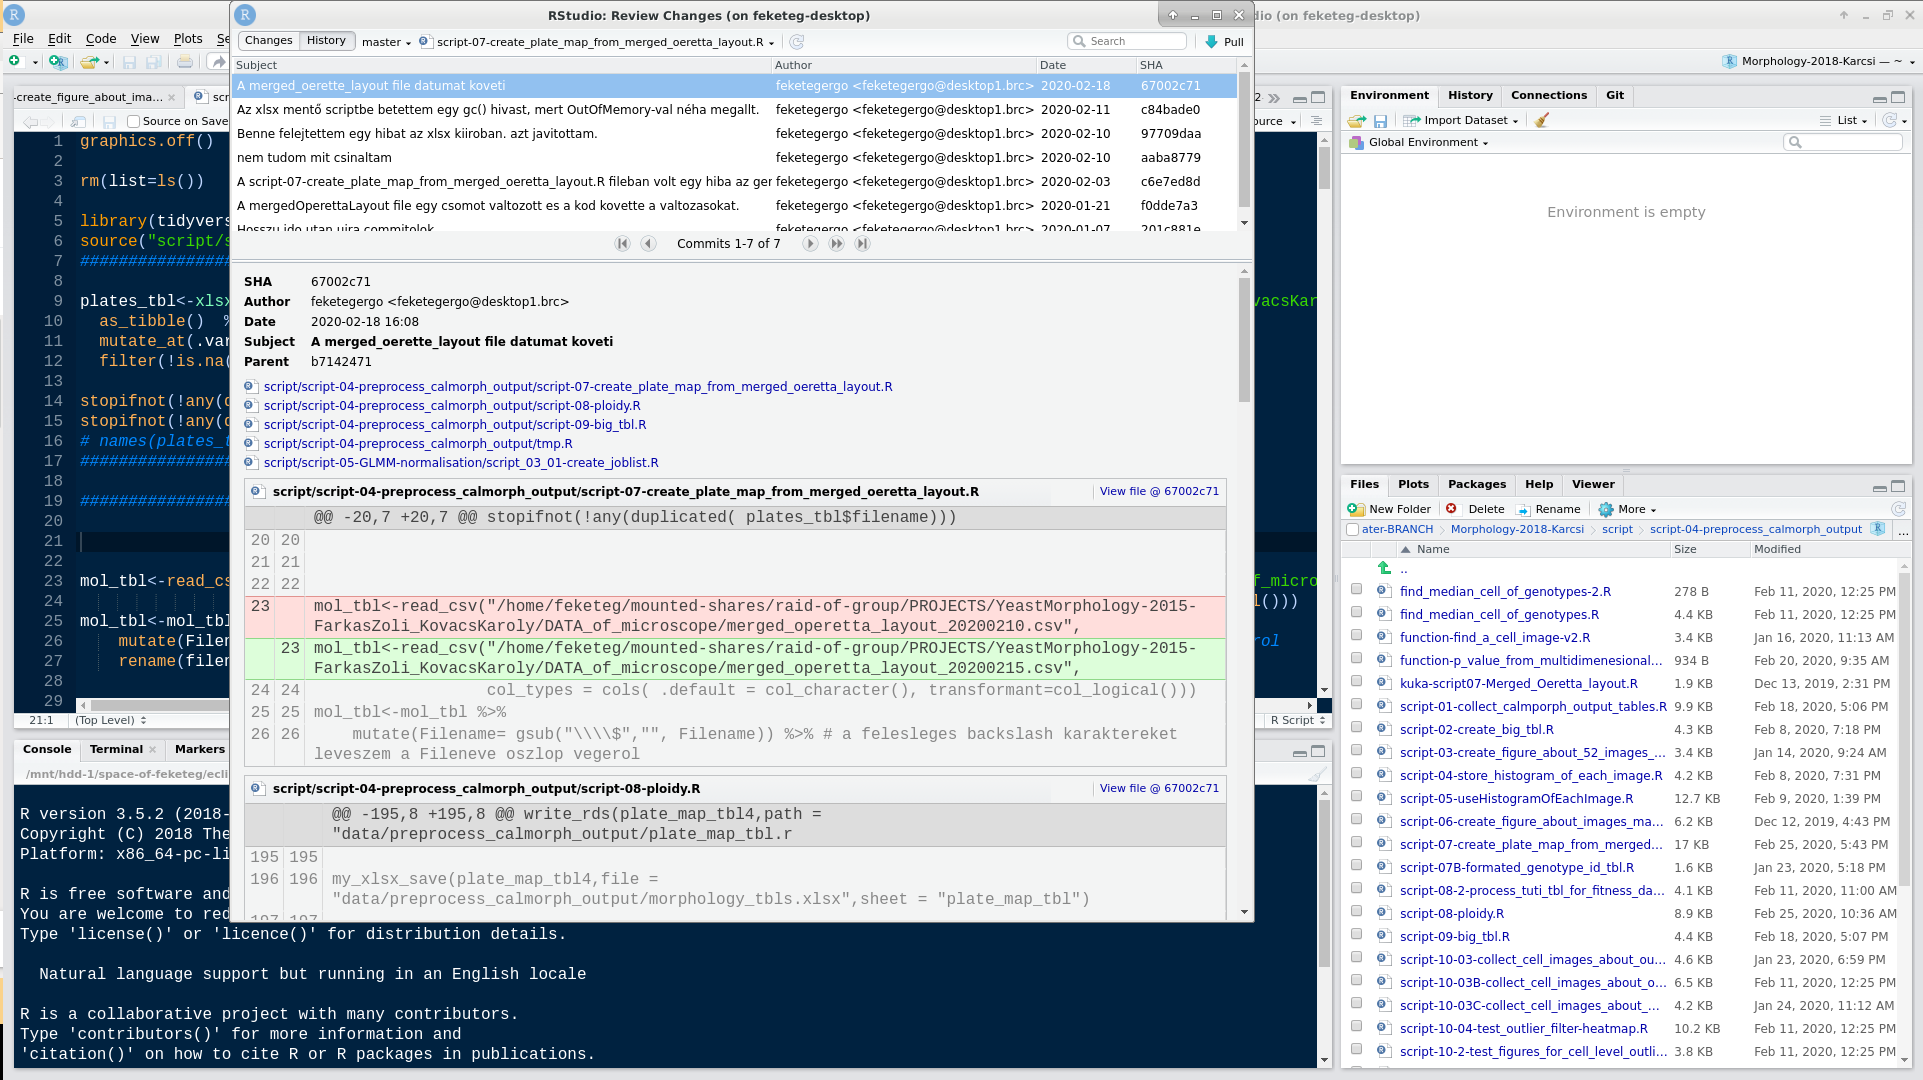 RStudio: Review Changes (on feketeg-desktop)
dio (on feketeg-desktop)
File Edit Code View Plots Se
Changes History master script-07-create_plate_map_from_merged_oeretta_layout.R Search Pull
Morphology-2018-Karcsi — ~
Subject Author Date SHA
A merged_oerette_layout file datumat koveti feketegergo <feketegergo@desktop1.brc> 2020-02-18 67002c71
Az xlsx mentő scriptbe betettem egy gc() hivast, mert OutOfMemory-val néha megallt. feketegergo <feketegergo@desktop1.brc> 2020-02-11 c84bade0
Benne felejtettem egy hibat az xlsx kiiroban. azt javitottam. feketegergo <feketegergo@desktop1.brc> 2020-02-10 97709daa
nem tudom mit csinaltam feketegergo <feketegergo@desktop1.brc> 2020-02-10 aaba8779
A script-07-create_plate_map_from_merged_oeretta_layout.R fileban volt egy hiba az ger feketegergo <feketegergo@desktop1.brc> 2020-02-03 c6e7ed8d
A mergedOperettaLayout file egy csomot valtozott es a kod kovette a valtozasokat. feketegergo <feketegergo@desktop1.brc> 2020-01-21 f0dde7a3
Hosszu ido utan ujra commitolok feketegergo <feketegergo@desktop1.brc> 2020-01-07 201c881e
Commits 1-7 of 7
SHA 67002c71
Author feketegergo <feketegergo@desktop1.brc>
Date 2020-02-18 16:08
Subject A merged_oerette_layout file datumat koveti
Parent b7142471
script/script-04-preprocess_calmorph_output/script-07-create_plate_map_from_merged_oeretta_layout.R
script/script-04-preprocess_calmorph_output/script-08-ploidy.R
script/script-04-preprocess_calmorph_output/script-09-big_tbl.R
script/script-04-preprocess_calmorph_output/tmp.R
script/script-05-GLMM-normalisation/script_03_01-create_joblist.R
script/script-04-preprocess_calmorph_output/script-07-create_plate_map_from_merged_oeretta_layout.R View file @ 67002c71
@@ -20,7 +20,7 @@ stopifnot(!any(duplicated( plates_tbl$filename)))
20 20
21 21
22 22
23 mol_tbl<-read_csv("/home/feketeg/mounted-shares/raid-of-group/PROJECTS/YeastMorphology-2015-
FarkasZoli_KovacsKaroly/DATA_of_microscope/merged_operetta_layout_20200210.csv",
23 mol_tbl<-read_csv("/home/feketeg/mounted-shares/raid-of-group/PROJECTS/YeastMorphology-2015-
FarkasZoli_KovacsKaroly/DATA_of_microscope/merged_operetta_layout_20200215.csv",
24 24 col_types = cols( .default = col_character(), transformant=col_logical()))
25 25 mol_tbl<-mol_tbl %>%
26 26 mutate(Filename= gsub("\\\\$","", Filename)) %>% # a felesleges backslash karaktereket
leveszem a Fileneve oszlop vegerol
script/script-04-preprocess_calmorph_output/script-08-ploidy.R View file @ 67002c71
@@ -195,8 +195,8 @@ write_rds(plate_map_tbl4,path =
"data/preprocess_calmorph_output/plate_map_tbl.r
195 195
196 196 my_xlsx_save(plate_map_tbl4,file =
"data/preprocess_calmorph_output/morphology_tbls.xlsx",sheet = "plate_map_tbl")
197 197
-create_figure_about_ima... scr
Source on Save
1 graphics.off()
2
3 rm(list=ls())
4
5 library(tidyvers
6 source("script/s
7 ################
8
9 plates_tbl<-xlsx
10 as_tibble() %
11 mutate_at(.var
12 filter(!is.na(
13
14 stopifnot(!any(d
15 stopifnot(!any(d
16 # names(plates_t
17 ################
18
19 ################
20
21
22
23 mol_tbl<-read_cs
24
25 mol_tbl<-mol_tbl
26 mutate(Filen
27 rename(filen
28
29
21:1 (Top Level)
2
ource
vacsKar
f_micro
l()))
rol
R Script
Console Terminal Markers
/mnt/hdd-1/space-of-feketeg/ecli
R version 3.5.2 (2018-
Copyright (C) 2018 The
Platform: x86_64-pc-li
R is free software and
You are welcome to red
Type 'license()' or 'licence()' for distribution details.
Natural language support but running in an English locale
R is a collaborative project with many contributors.
Type 'contributors()' for more information and
'citation()' on how to cite R or R packages in publications.
Environment History Connections Git
Import Dataset List
Global Environment
Environment is empty
Files Plots Packages Help Viewer
New Folder Delete Rename More
ater-BRANCH Morphology-2018-Karcsi script script-04-preprocess_calmorph_output ...
Name Size Modified
..
find_median_cell_of_genotypes-2.R 278 B Feb 11, 2020, 12:25 PM
find_median_cell_of_genotypes.R 4.4 KB Feb 11, 2020, 12:25 PM
function-find_a_cell_image-v2.R 3.4 KB Jan 16, 2020, 11:13 AM
function-p_value_from_multidimenesional... 934 B Feb 20, 2020, 9:35 AM
kuka-script07-Merged_Oeretta_layout.R 1.9 KB Dec 13, 2019, 2:31 PM
script-01-collect_calmporph_output_tables.R 9.9 KB Feb 18, 2020, 5:06 PM
script-02-create_big_tbl.R 4.3 KB Feb 8, 2020, 7:18 PM
script-03-create_figure_about_52_images_... 3.4 KB Jan 14, 2020, 9:24 AM
script-04-store_histogram_of_each_image.R 4.2 KB Feb 8, 2020, 7:31 PM
script-05-useHistogramOfEachImage.R 12.7 KB Feb 9, 2020, 1:39 PM
script-06-create_figure_about_images_ma... 6.2 KB Dec 12, 2019, 4:43 PM
script-07-create_plate_map_from_merged... 17 KB Feb 25, 2020, 5:43 PM
script-07B-formated_genotype_id_tbl.R 1.6 KB Jan 23, 2020, 5:18 PM
script-08-2-process_tuti_tbl_for_fitness_da... 4.1 KB Feb 11, 2020, 11:00 AM
script-08-ploidy.R 8.9 KB Feb 25, 2020, 10:36 AM
script-09-big_tbl.R 4.4 KB Feb 18, 2020, 5:07 PM
script-10-03-collect_cell_images_about_ou... 4.6 KB Jan 23, 2020, 6:59 PM
script-10-03B-collect_cell_images_about_o... 6.5 KB Feb 11, 2020, 12:25 PM
script-10-03C-collect_cell_images_about_... 4.2 KB Jan 24, 2020, 11:12 AM
script-10-04-test_outlier_filter-heatmap.R 10.2 KB Feb 11, 2020, 12:25 PM
script-10-2-test_figures_for_cell_level_outli... 3.8 KB Feb 11, 2020, 12:25 PM